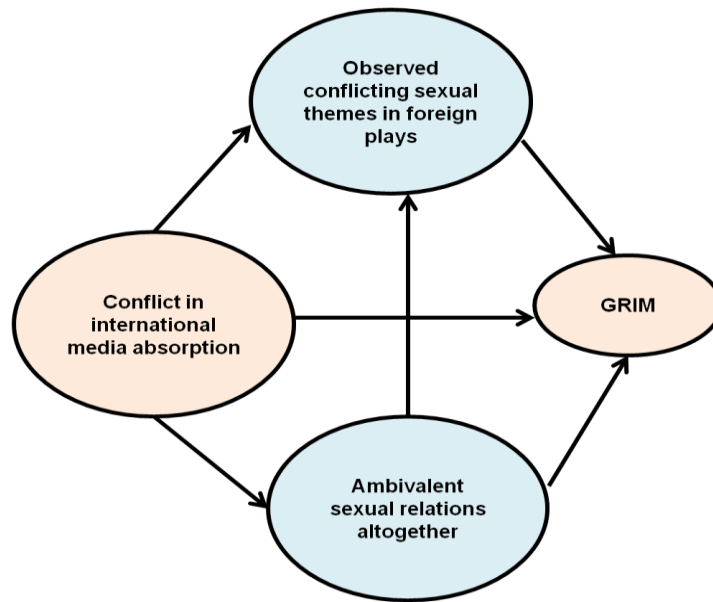 Observed
conflicting sexual
themes in foreign
plays
Conflict in
international
media absorption
GRIM
Ambivalent
sexual relations
altogether